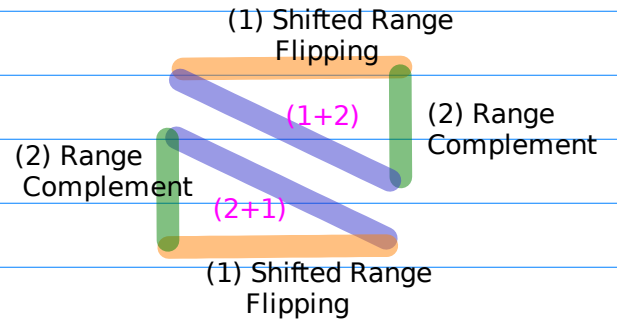 (1) Shifted Range
Flipping
(1+2)
(2) Range
Complement
(2) Range
Complement
(2+1)
(1) Shifted Range
Flipping